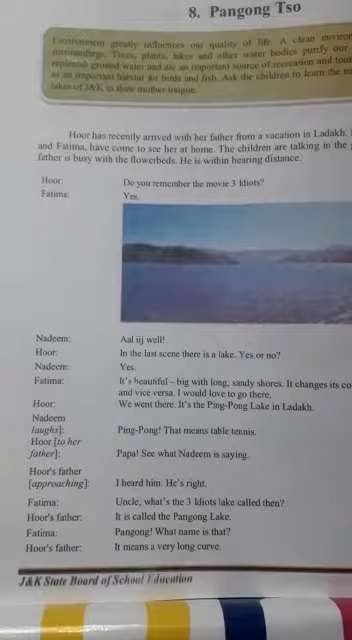 8. Pangong Tso
Environment greatly influences our quality of life. A clean environ
surroundings. Trees, plants, lakes and other water bodies purify our
replenish ground water and are an important source of recreation and tour
as an important habitat for birds and fish. Ask the children to learn the
lakes of J&K in their mother tongue.
Hoor has recently arrived with her father from a vacation in Ladakh.
and Fatima, have come to see her at home. The children are talking in the
father is busy with the flowerbeds. He is within hearing distance.
Hoor: Do you remember the movie 3 Idiots?
Fatima: Yes.
Nadeem: Aal iij well!
Hoor: In the last scene there is a lake. Yes or no?
Nadeem: Yes.
Fatima: It's beautiful – big with long, sandy shores. It changes its co
and vice versa. I would love to go there.
Hoor: We went there. It's the Ping-Pong Lake in Ladakh.
Nadeem
laughs]: Ping-Pong! That means table tennis.
Hoor [to her
father]: Papa! See what Nadeem is saying.
Hoor's father
[approaching]: I heard him. He's right.
Fatima: Uncle, what's the 3 Idiots lake called then?
Hoor's father: It is called the Pangong Lake.
Fatima: Pangong! What name is that?
Hoor's father: It means a very long curve.
J&K State Board of School Education